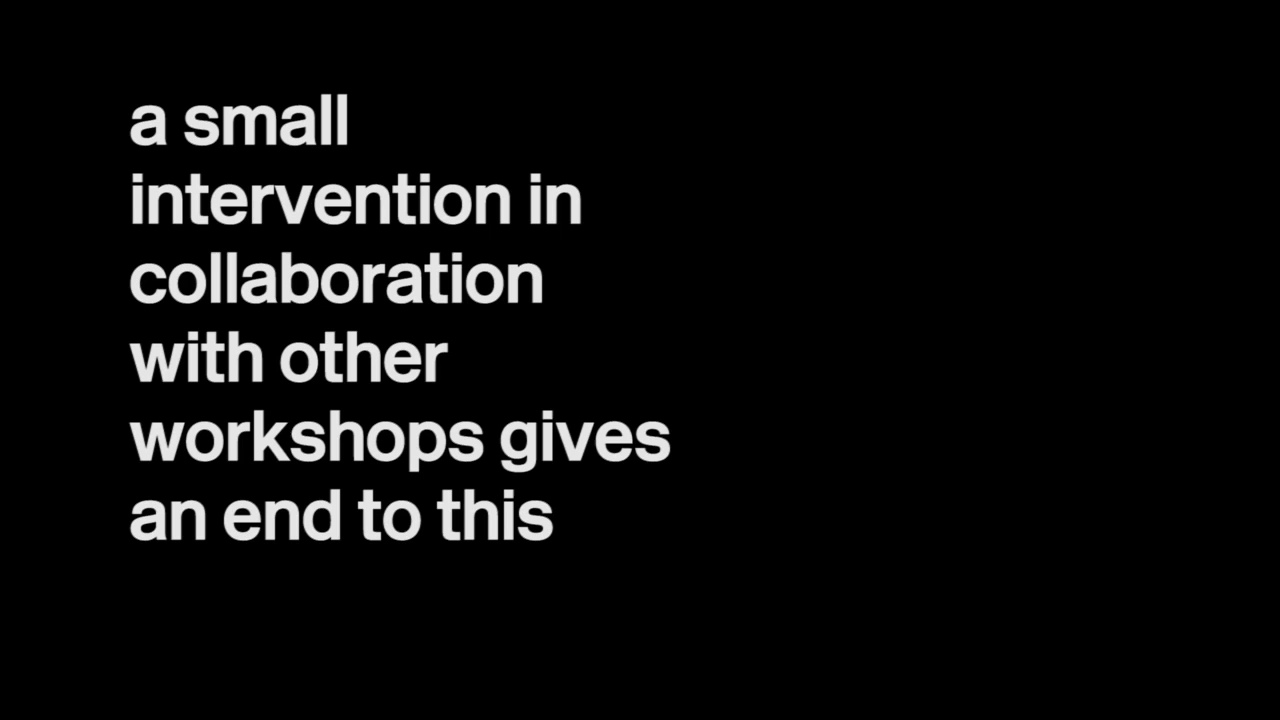 a small
intervention in
collaboration
with other
workshops gives
an end to this